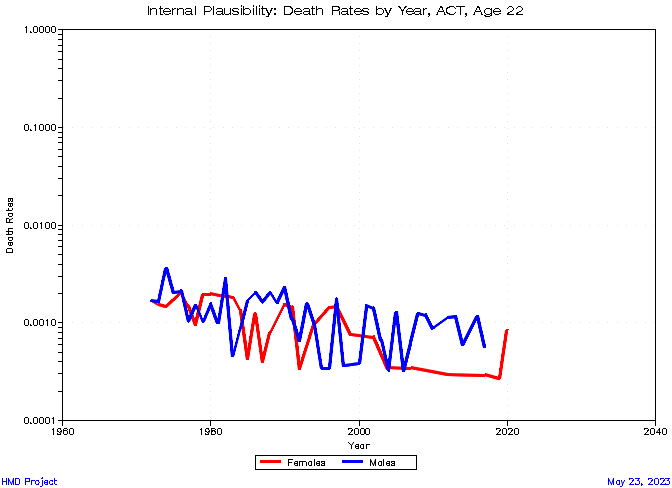 Internal Plausibility: Death Rates by Year, ACT, Age 22
1.0000
0.1000
0.0100
0.0010
0.0001
Death Rates
1960 1980 2000 2020 2040
Year
Females Males
HMD Project May 23, 2023